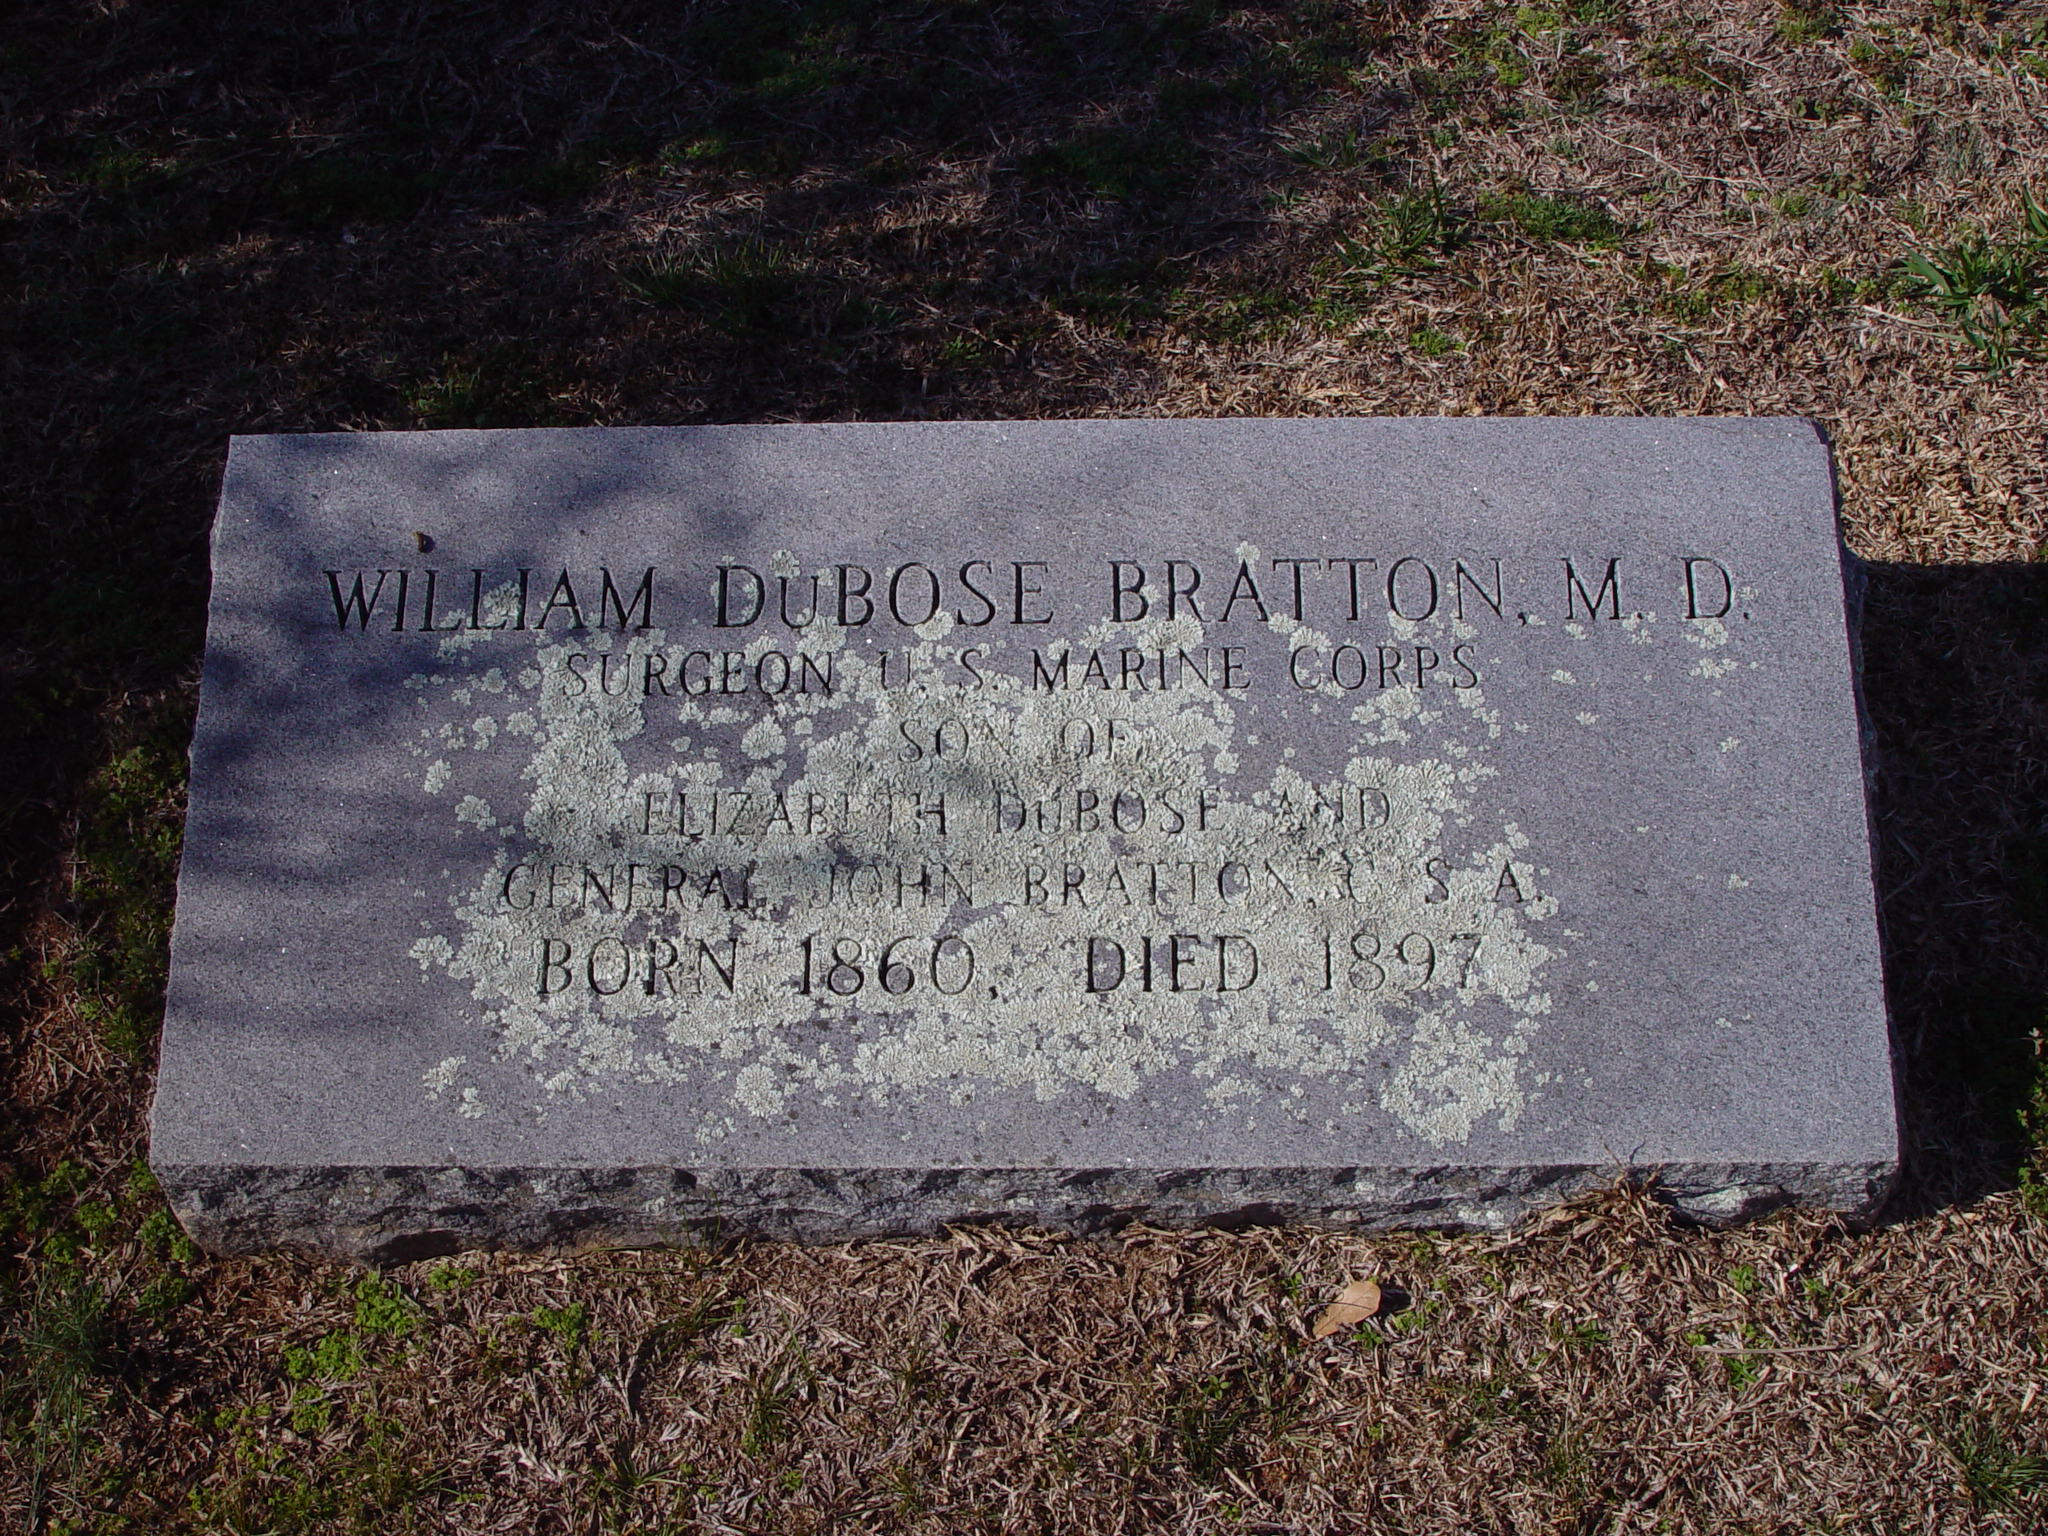 WILLIAM DuBOSE BRATTON, M. D.
SURGEON U. S. MARINE CORPS
SON OF
ELIZABETH DuBOSE AND
GENERAL JOHN BRATTON, C. S. A.
BORN 1860, DIED 1897